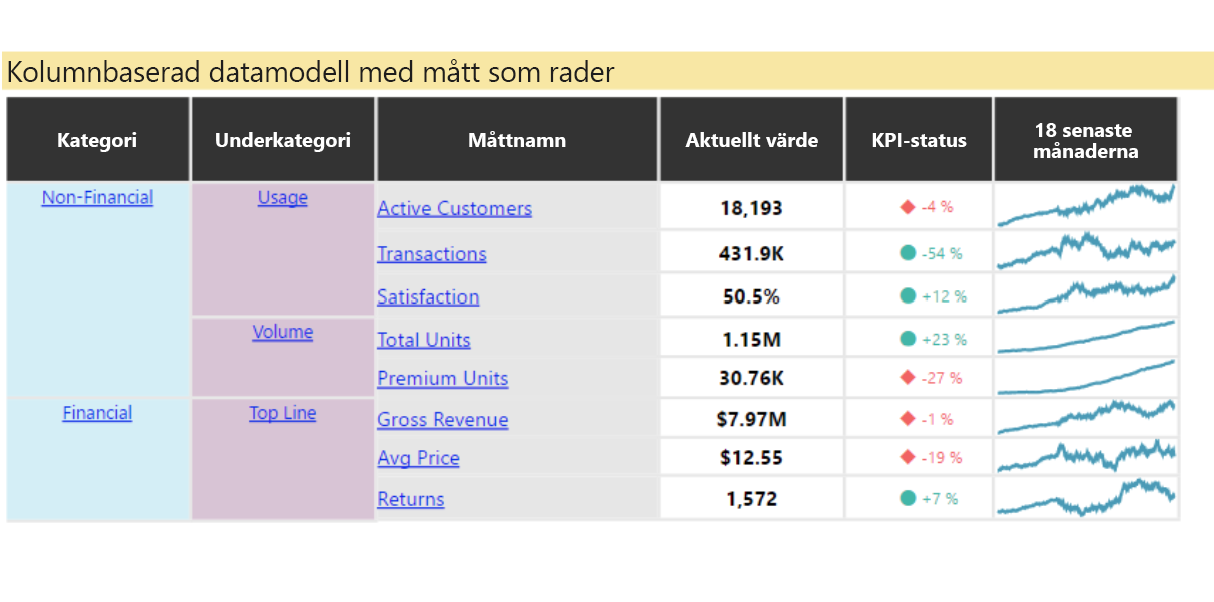 Kolumnbaserad datamodell med mått som rader
Kategori Underkategori Måttnamn Aktuellt värde KPI-status 18 senaste
månaderna
Non-Financial Usage Active Customers 18,193 -4 %
Transactions 431.9K -54 %
Satisfaction 50.5% +12 %
Volume Total Units 1.15M +23 %
Premium Units 30.76K -27 %
Financial Top Line Gross Revenue $7.97M -1 %
Avg Price $12.55 -19 %
Returns 1,572 +7 %